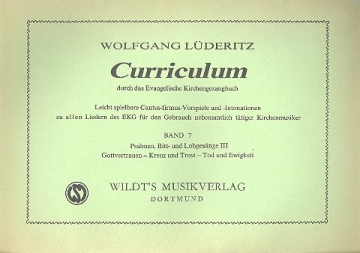 WOLFGANG LÜDERITZ
Curriculum
durch das Evangelische Kirchengesangbuch
Leicht spielbare Cantus-firmus-Vorspiele und -Intonationen
zu allen Liedern des EKG für den Gebrauch nebenamtlich tätiger Kirchenmusiker
BAND 7
Psalmen, Bitt- und Lobgesänge III
Gottvertrauen – Kreuz und Trost – Tod und Ewigkeit
WILDT'S MUSIKVERLAG
DORTMUND